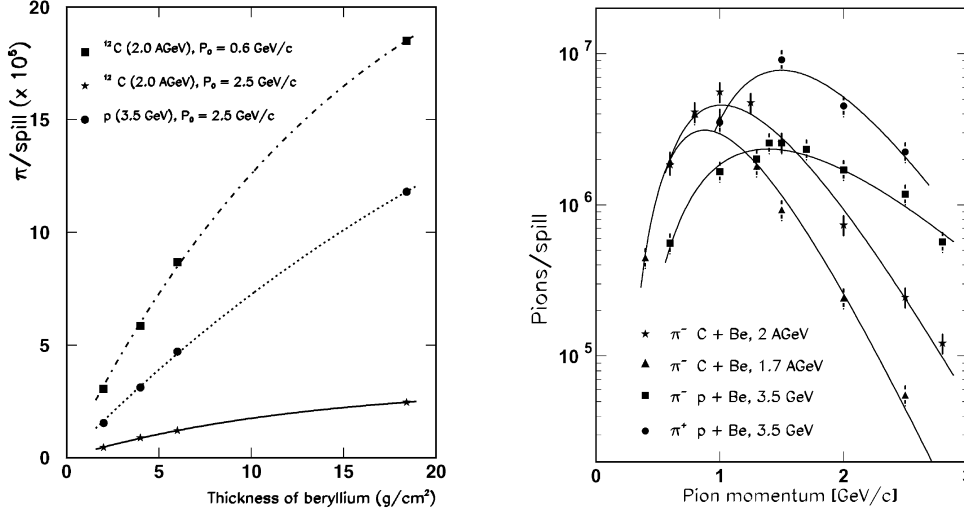 20
15
10
5
0
π/spill (x 10⁵)
¹²C (2.0 AGeV), P₀ = 0.6 GeV/c
¹² C (2.0 AGeV), P₀ = 2.5 GeV/c
p (3.5 GeV), P₀ = 2.5 GeV/c
0 5 10 15 20
Thickness of beryllium (g/cm²)
10⁷
10⁶
10⁵
Pions/spill
π⁻ C + Be, 2 AGeV
π⁻ C + Be, 1.7 AGeV
π⁻ p + Be, 3.5 GeV
π⁺ p + Be, 3.5 GeV
0 1 2 3
Pion momentum [GeV/c]